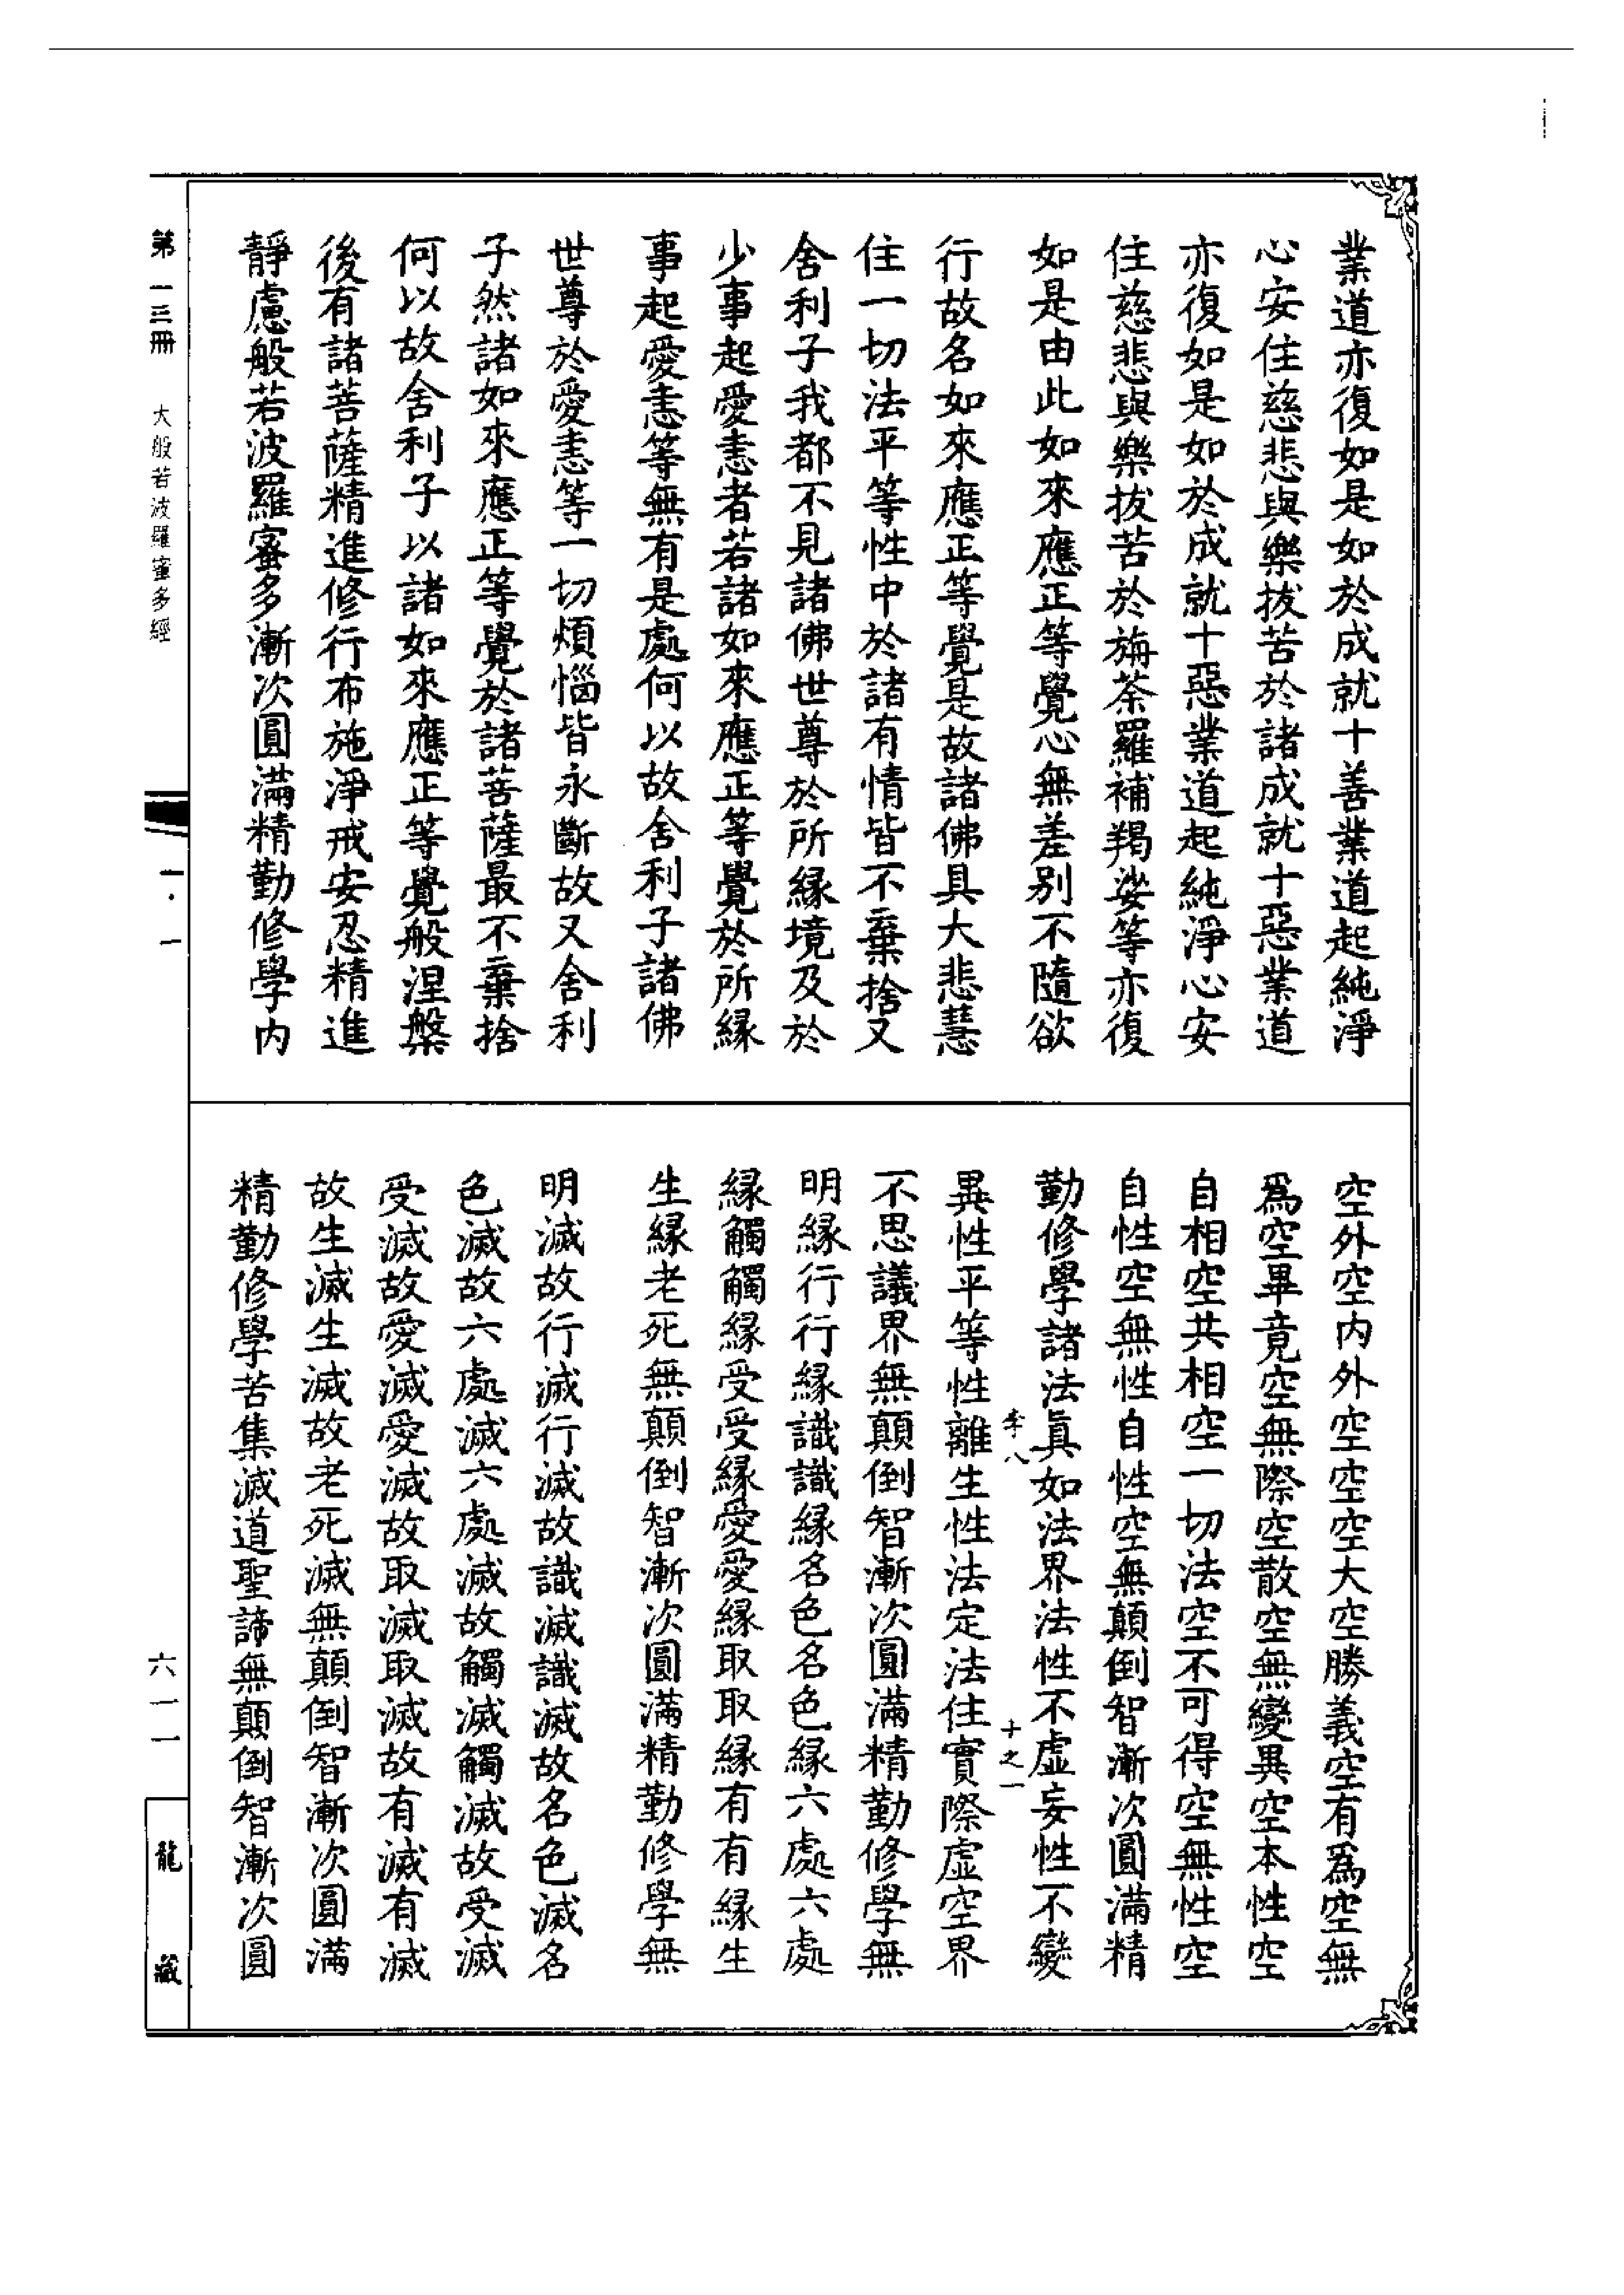 業道亦復如是如於成就十善業道起純淨
心安住慈悲與樂拔苦於諸成就十惡業道
亦復如是如於成就十惡業道起純淨心安
住慈悲與樂拔苦於旃荼羅補羯娑等亦復
如是由此如來應正等覺心無差別不隨欲
行故名如來應正等覺是故諸佛具大悲慧
住一切法平等性中於諸有情皆不棄捨又
舍利子我都不見諸佛世尊於所緣境及於
少事起愛恚者若諸如來應正等覺於所緣
事起愛恚等無有是處何以故舍利子諸佛
世尊於愛恚等一切煩惱皆永斷故又舍利
子然諸如來應正等覺於諸菩薩最不棄捨
何以故舍利子以諸如來應正等覺般涅槃
後有諸菩薩精進修行布施淨戒安忍精進
靜慮般若波羅蜜多漸次圓滿精勤修學內
空外空內外空空空大空勝義空有爲空無
爲空畢竟空無際空散空無變異空本性空
自相空共相空一切法空不可得空無性空
自性空無性自性空無顛倒智漸次圓滿精
勤修學諸法眞如法界法性不虛妄性不變
李八 十之一
異性平等性離生性法定法住實際虛空界
不思議界無顛倒智漸次圓滿精勤修學無
明緣行行緣識識緣名色名色緣六處六處
緣觸觸緣受受緣愛愛緣取取緣有有緣生
生緣老死無顛倒智漸次圓滿精勤修學無
明滅故行滅行滅故識滅識滅故名色滅名
色滅故六處滅六處滅故觸滅觸滅故受滅
受滅故愛滅愛滅故取滅取滅故有滅有滅
故生滅生滅故老死滅無顛倒智漸次圓滿
精勤修學苦集滅道聖諦無顛倒智漸次圓
第一三冊 大般若波羅蜜多經
六一一
龍藏